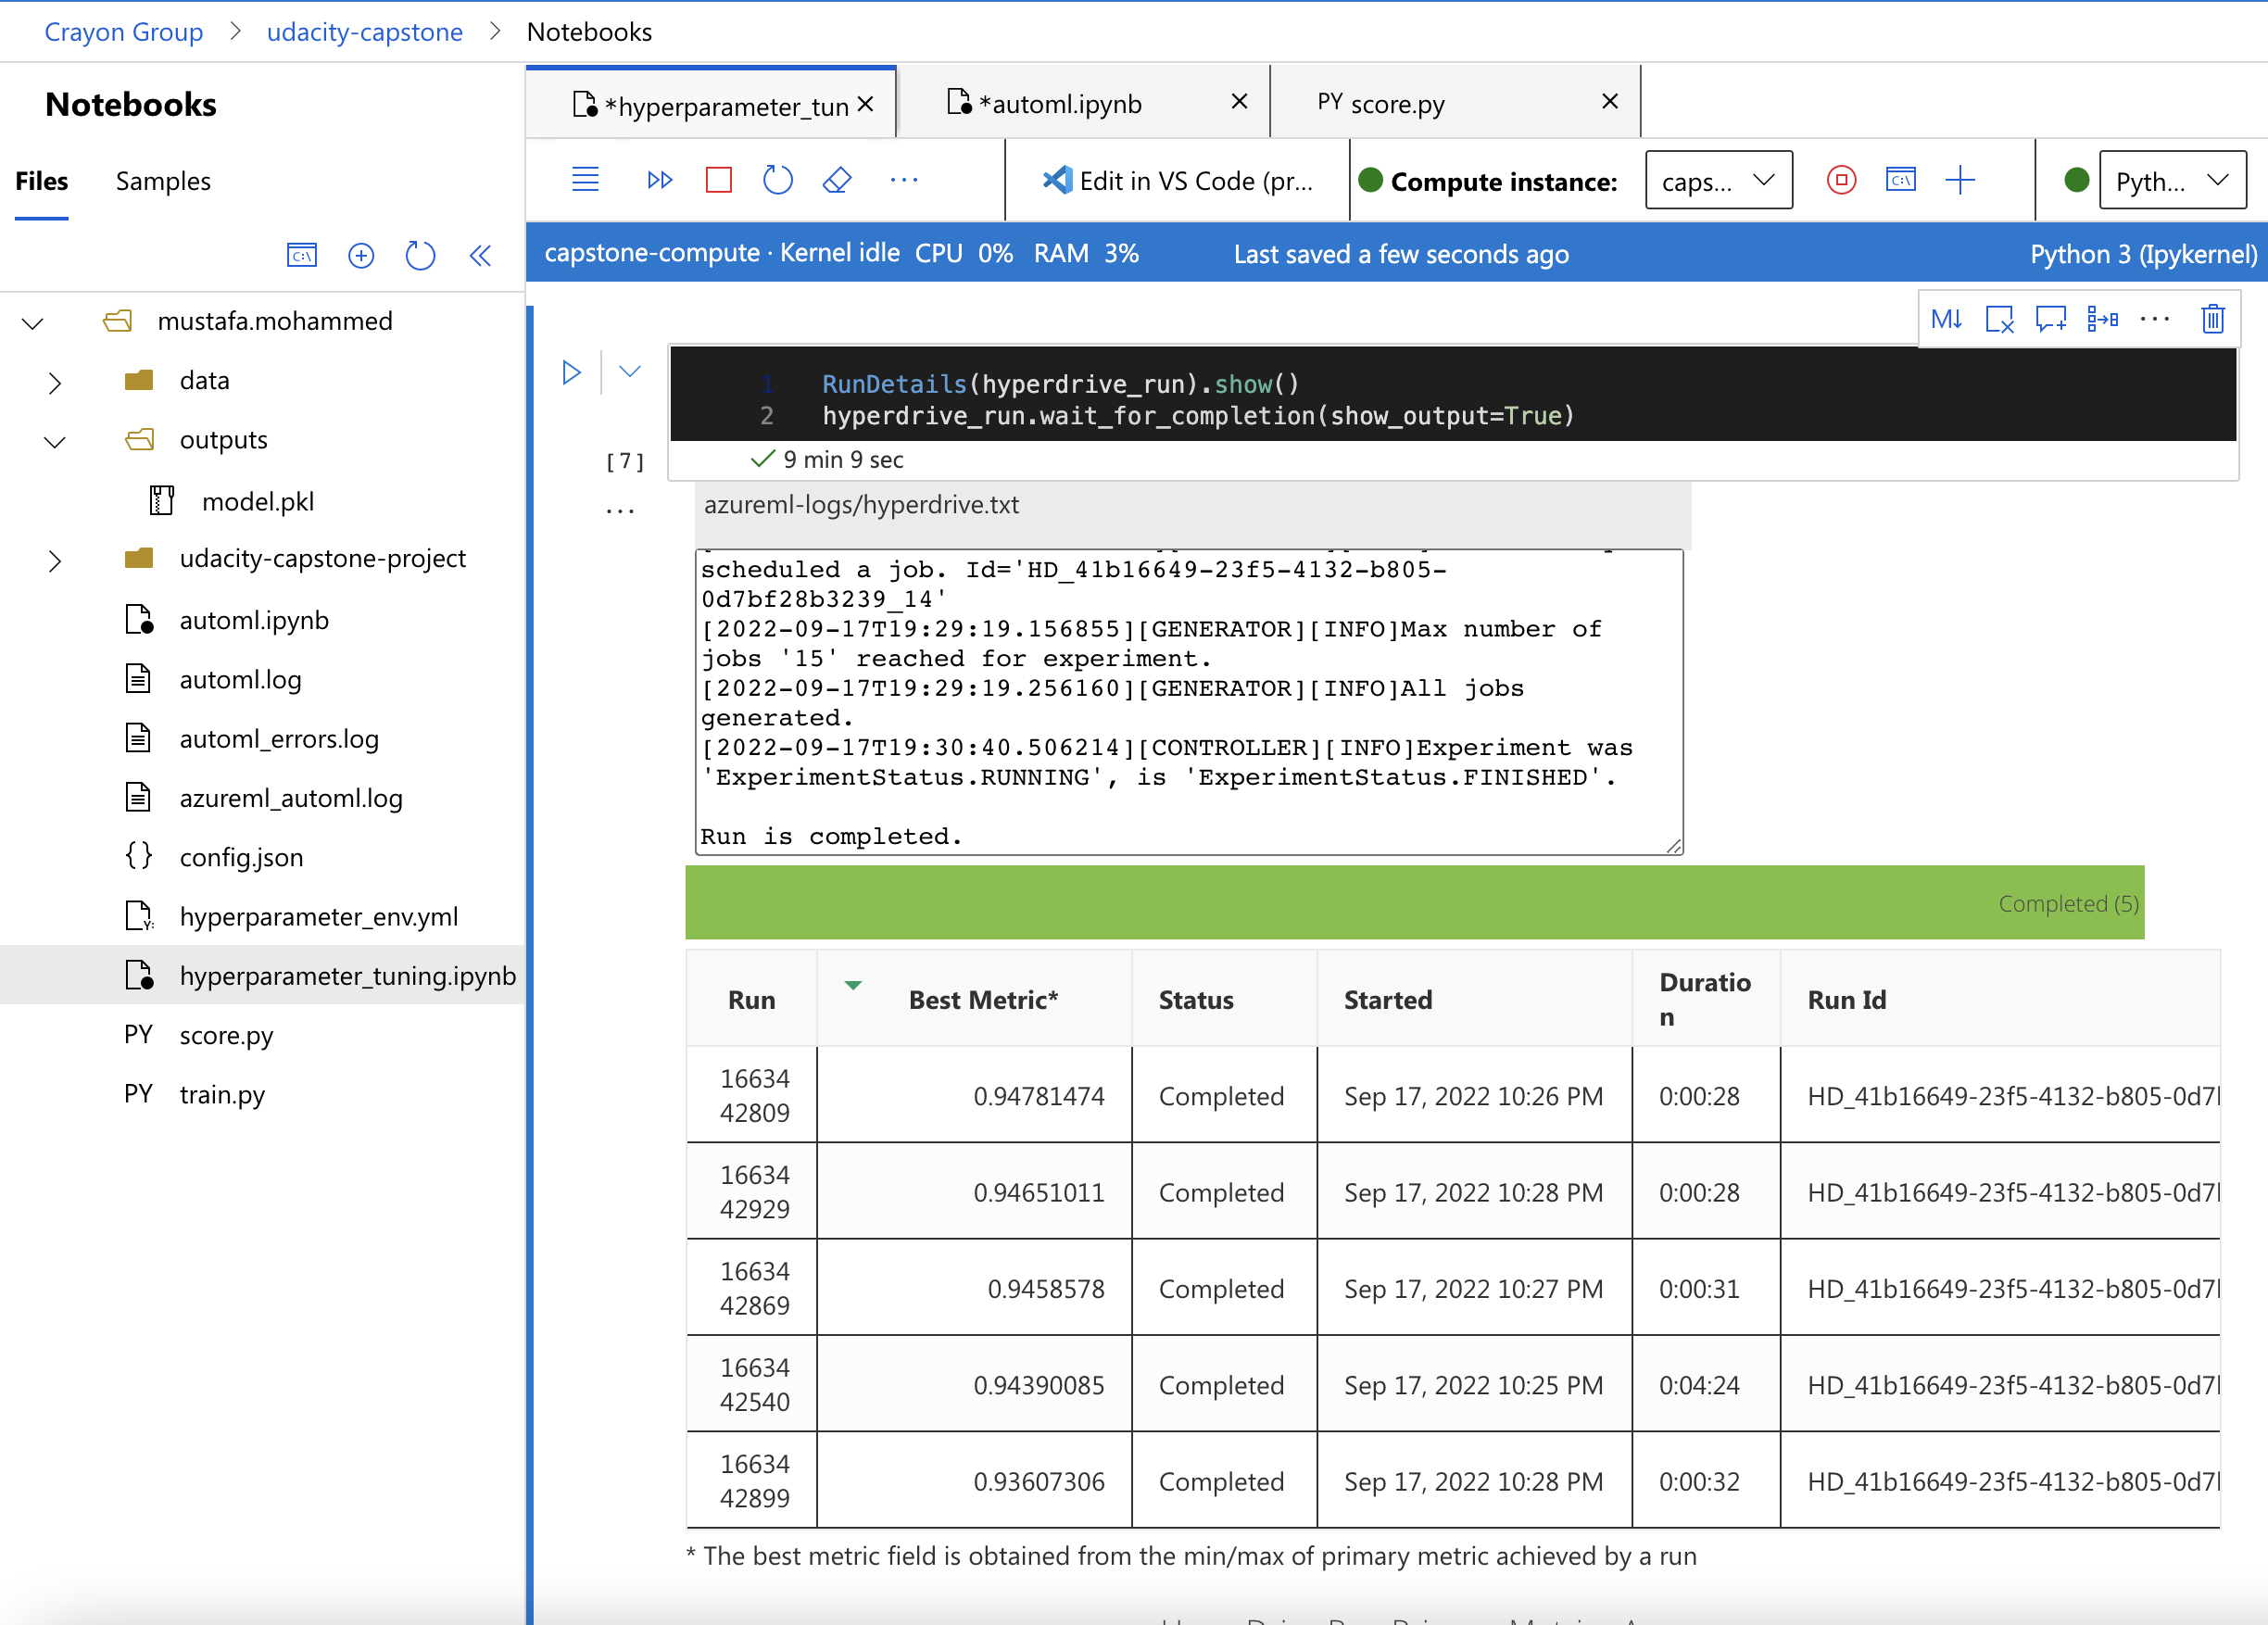 Crayon Group > udacity-capstone > Notebooks
Notebooks
Files Samples
mustafa.mohammed
data
outputs
model.pkl
udacity-capstone-project
automl.ipynb
automl.log
automl_errors.log
azureml_automl.log
config.json
hyperparameter_env.yml
hyperparameter_tuning.ipynb
PY score.py
PY train.py
*hyperparameter_tun *automl.ipynb PY score.py
Edit in VS Code (pr... Compute instance: caps... Pyth...
capstone-compute · Kernel idle CPU 0% RAM 3% Last saved a few seconds ago Python 3 (Ipykernel)
M↓
1 RunDetails(hyperdrive_run).show()
2 hyperdrive_run.wait_for_completion(show_output=True)
[7] 9 min 9 sec
azureml-logs/hyperdrive.txt
scheduled a job. Id='HD_41b16649-23f5-4132-b805-
0d7bf28b3239_14'
[2022-09-17T19:29:19.156855][GENERATOR][INFO]Max number of
jobs '15' reached for experiment.
[2022-09-17T19:29:19.256160][GENERATOR][INFO]All jobs
generated.
[2022-09-17T19:30:40.506214][CONTROLLER][INFO]Experiment was
'ExperimentStatus.RUNNING', is 'ExperimentStatus.FINISHED'.
Run is completed.
Completed (5)
Run Best Metric* Status Started Duration Run Id
1663442809 0.94781474 Completed Sep 17, 2022 10:26 PM 0:00:28 HD_41b16649-23f5-4132-b805-0d7
1663442929 0.94651011 Completed Sep 17, 2022 10:28 PM 0:00:28 HD_41b16649-23f5-4132-b805-0d7
1663442869 0.9458578 Completed Sep 17, 2022 10:27 PM 0:00:31 HD_41b16649-23f5-4132-b805-0d7
1663442540 0.94390085 Completed Sep 17, 2022 10:25 PM 0:04:24 HD_41b16649-23f5-4132-b805-0d7
1663442899 0.93607306 Completed Sep 17, 2022 10:28 PM 0:00:32 HD_41b16649-23f5-4132-b805-0d7
* The best metric field is obtained from the min/max of primary metric achieved by a run